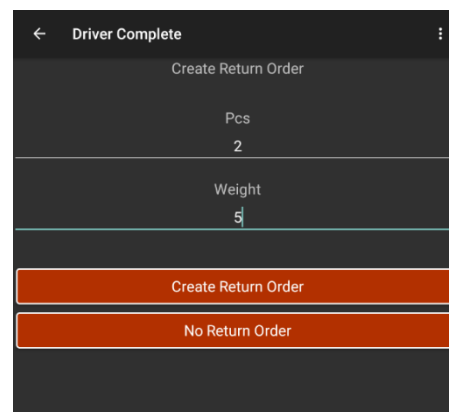 Driver Complete
Create Return Order
Pcs
2
Weight
5
Create Return Order
No Return Order